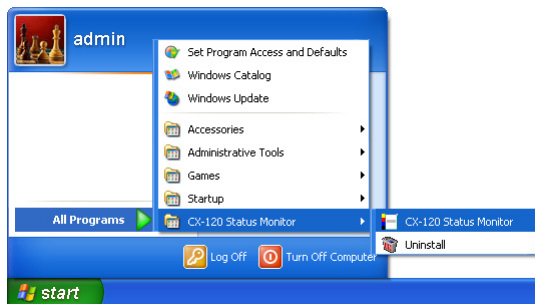 admin
Set Program Access and Defaults
Windows Catalog
Windows Update
Accessories
Administrative Tools
Games
Startup
All Programs
CX-120 Status Monitor
CX-120 Status Monitor
Uninstall
Log Off
Turn Off Computer
start